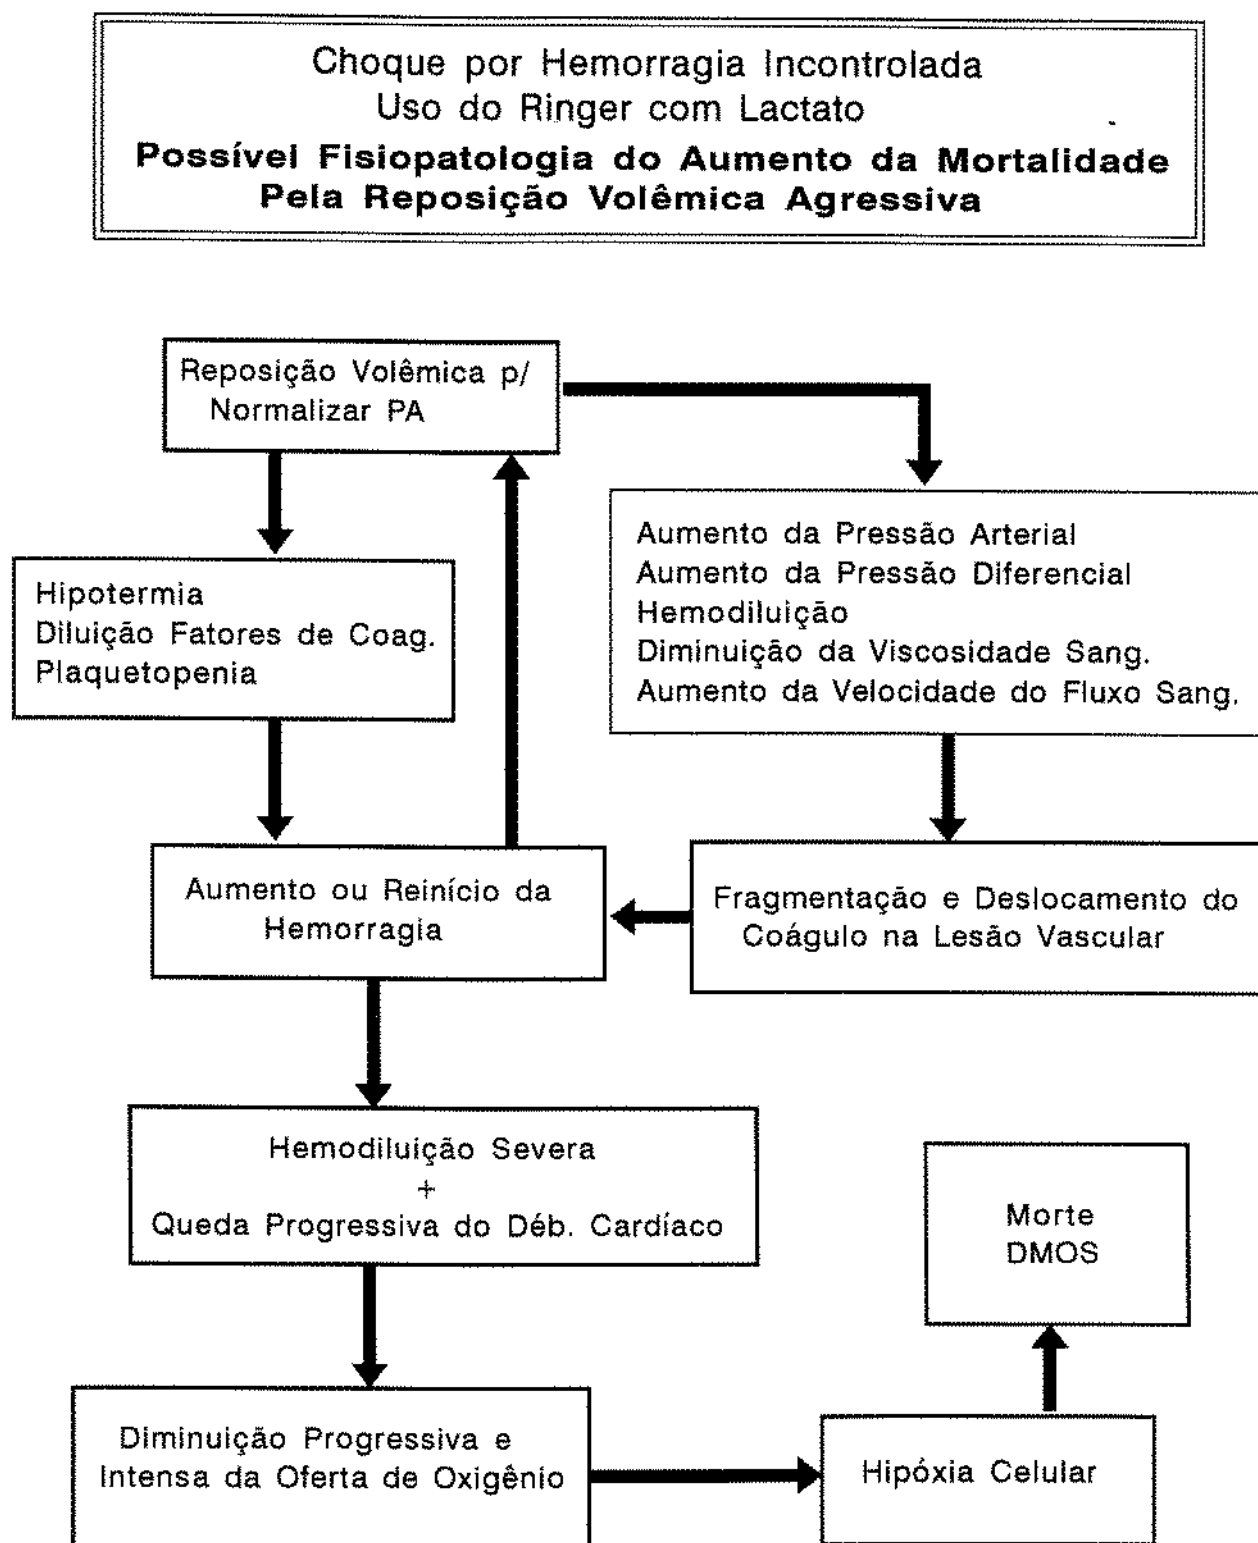 Choque por Hemorragia Incontrolada
Uso do Ringer com Lactato
Possível Fisiopatologia do Aumento da Mortalidade
Pela Reposição Volêmica Agressiva
Reposição Volêmica p/
Normalizar PA
Aumento da Pressão Arterial
Aumento da Pressão Diferencial
Hemodiluição
Diminuição da Viscosidade Sang.
Aumento da Velocidade do Fluxo Sang.
Hipotermia
Diluição Fatores de Coag.
Plaquetopenia
Aumento ou Reinício da
Hemorragia
Fragmentação e Deslocamento do
Coágulo na Lesão Vascular
Hemodiluição Severa
+
Queda Progressiva do Déb. Cardíaco
Morte
DMOS
Diminuição Progressiva e
Intensa da Oferta de Oxigênio
Hipóxia Celular